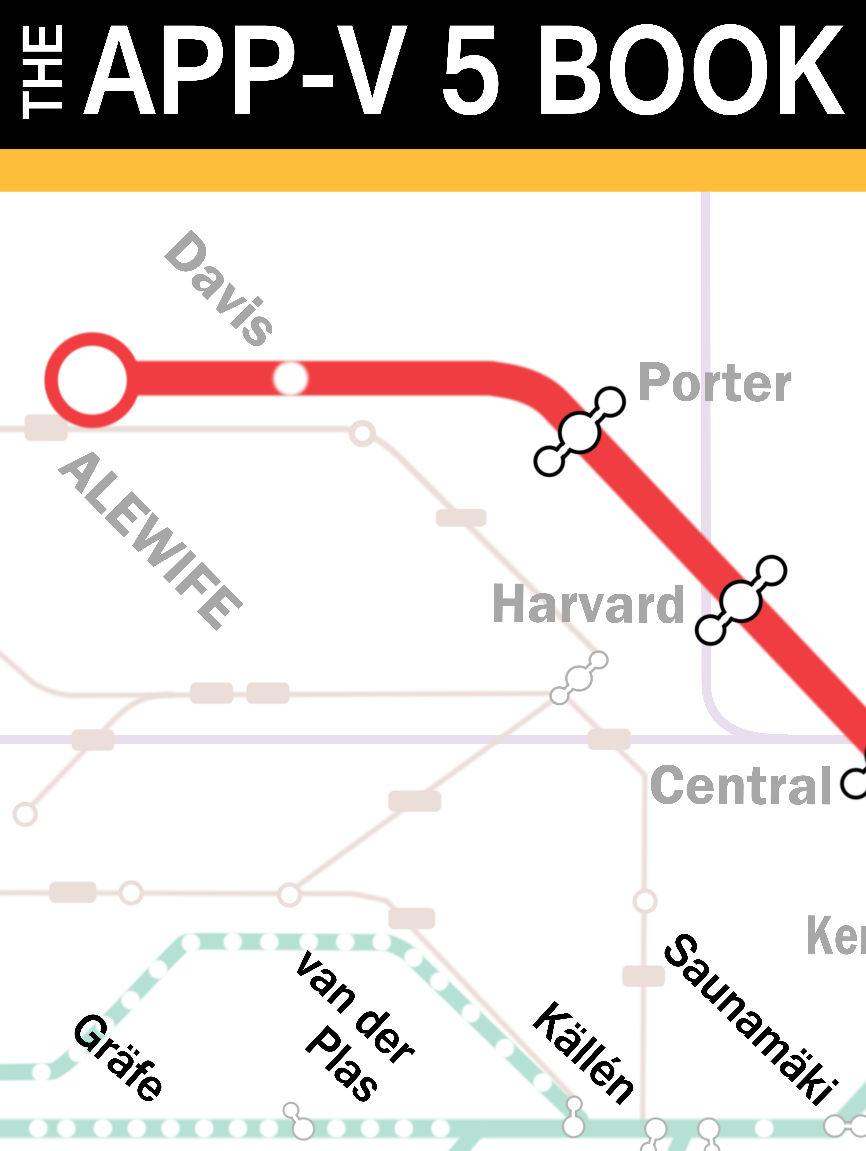 THE APP-V 5 BOOK
Davis
Porter
ALEWIFE
Harvard
Central
Saunamäki
van der
Plas
Källén
Gräfe